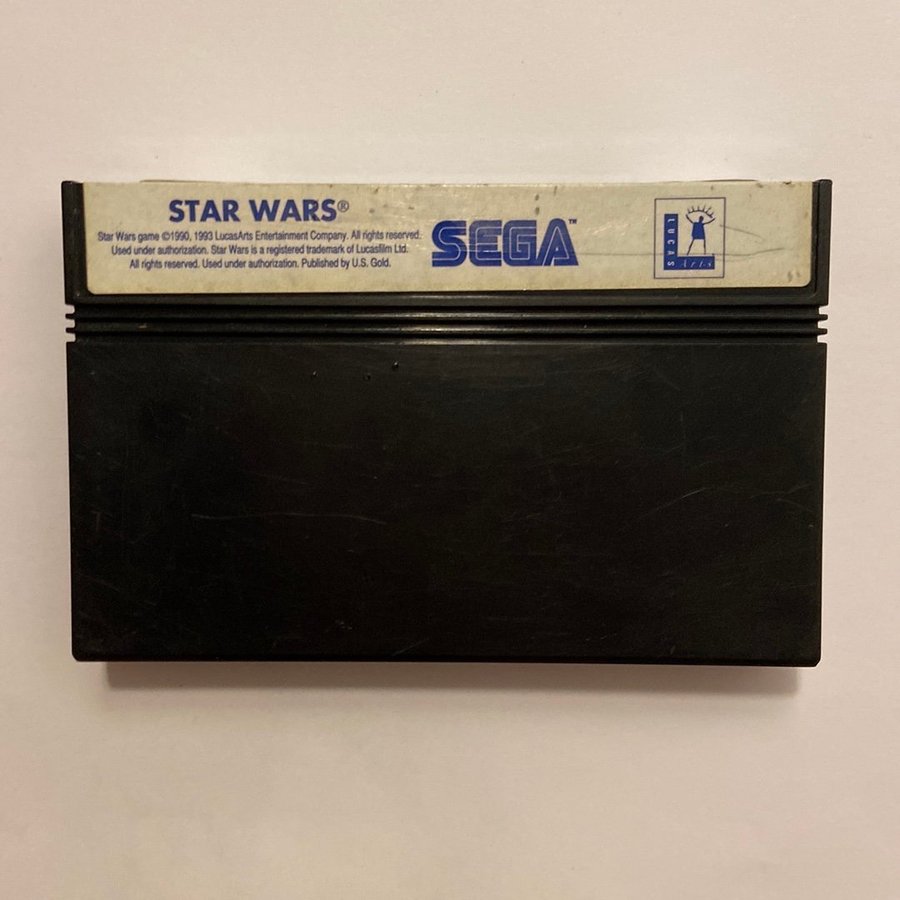 STAR WARS®
Star Wars game ©1990, 1993 LucasArts Entertainment Company. All rights reserved.
Used under authorization. Star Wars is a registered trademark of Lucasfilm Ltd.
All rights reserved. Used under authorization. Published by U.S. Gold.
SEGA™
LUCAS
Arts